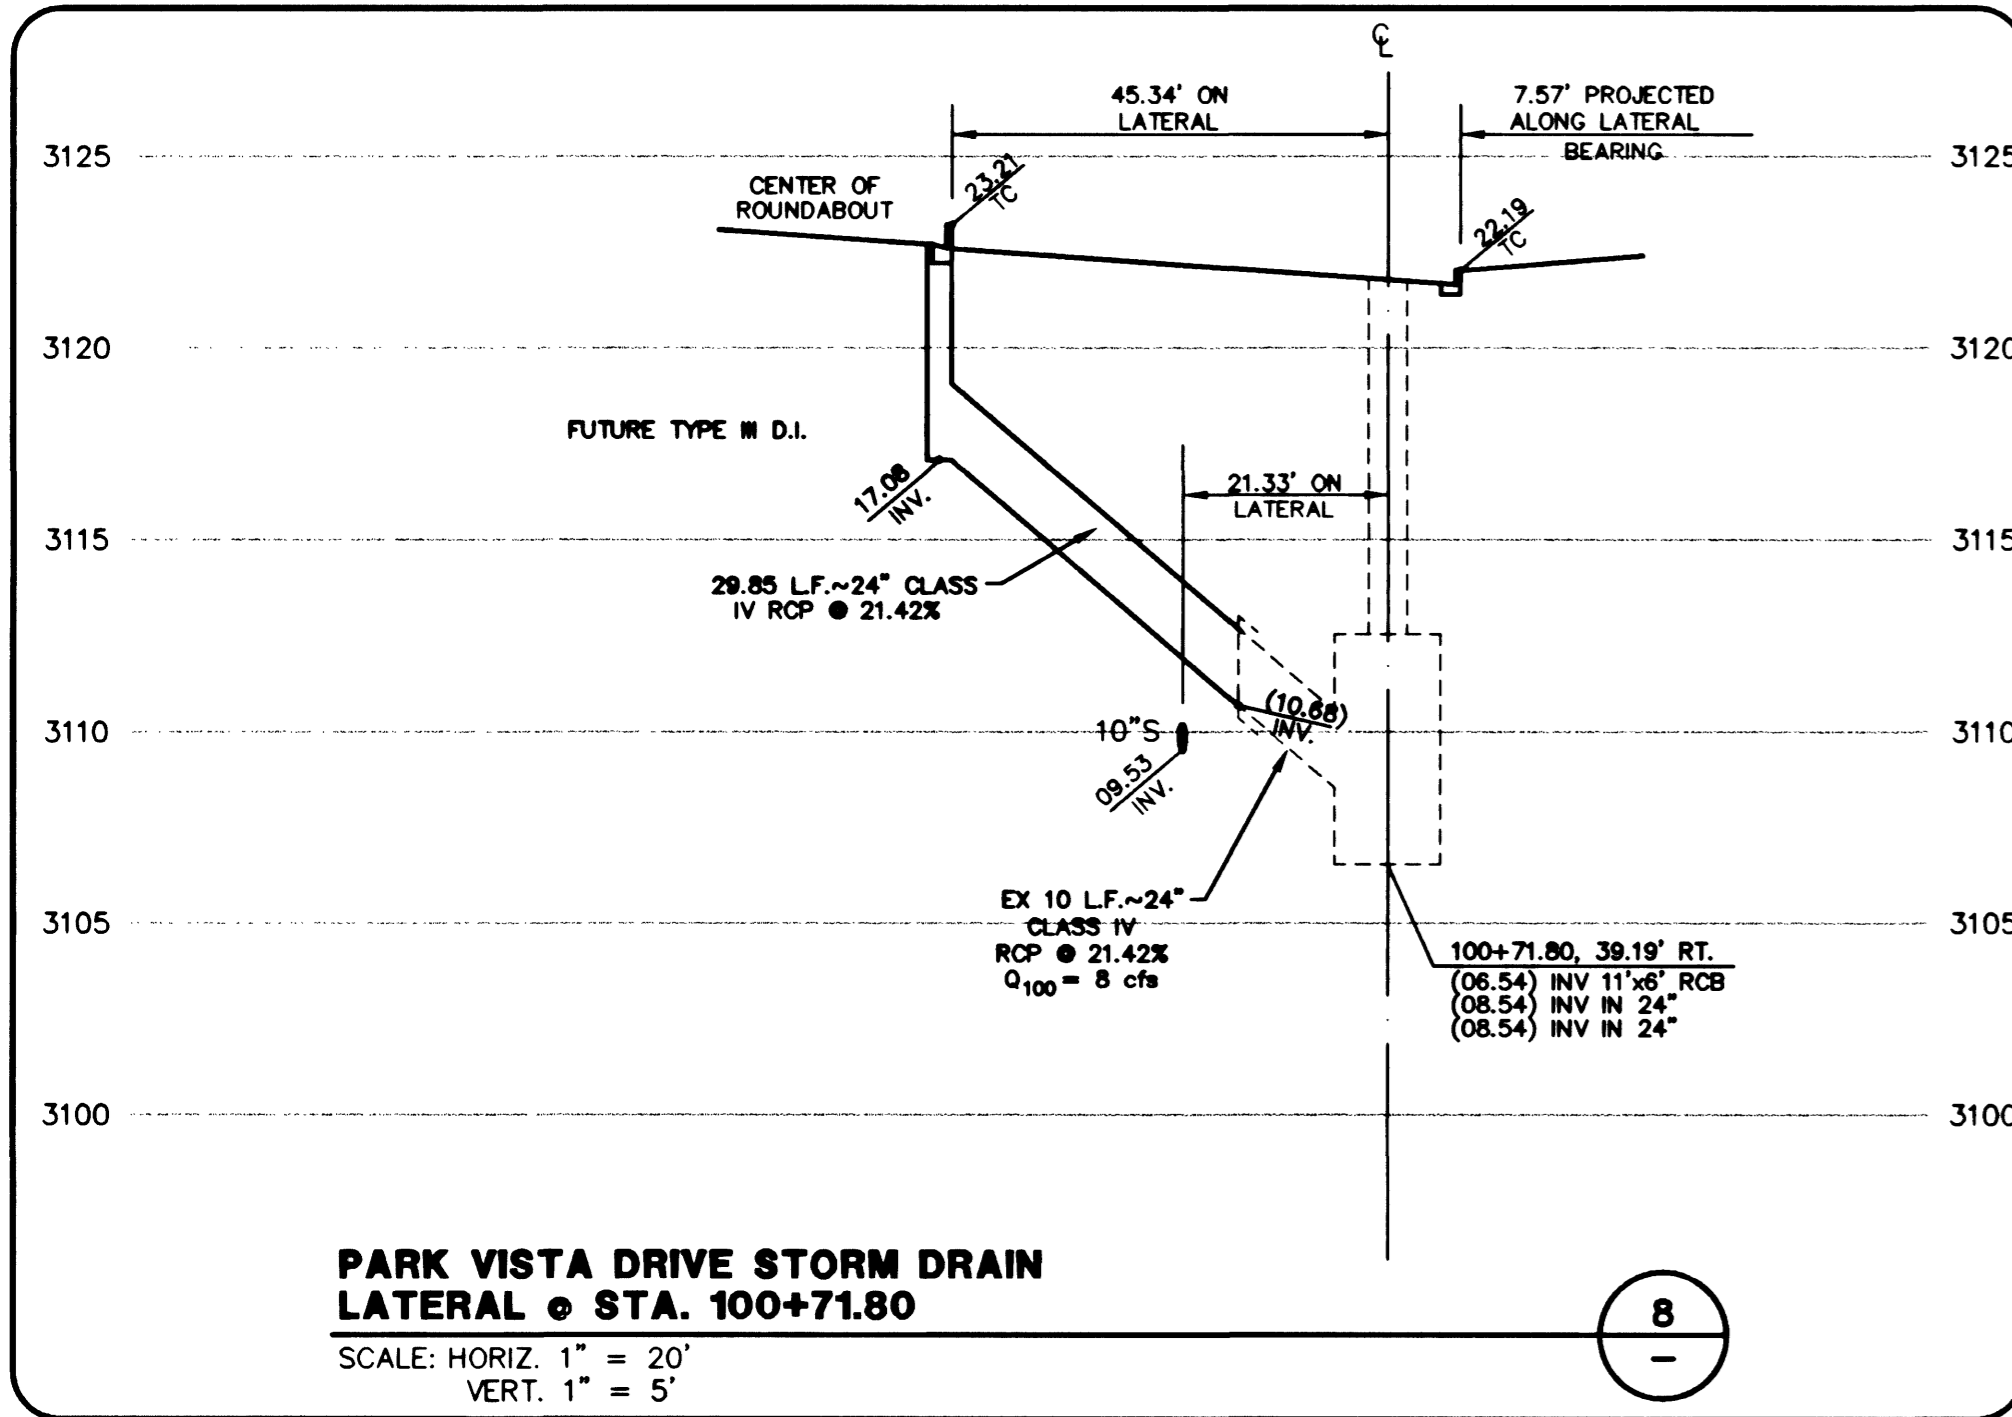 ℄
45.34' ON
LATERAL
7.57' PROJECTED
ALONG LATERAL
BEARING
3125
3125
CENTER OF
ROUNDABOUT
23.21
TC
22.19
TC
3120
3120
FUTURE TYPE III D.I.
17.08
INV.
21.33' ON
LATERAL
3115
3115
29.85 L.F.~24" CLASS
IV RCP @ 21.42%
(10.68)
INV.
3110
10"S
3110
09.53
INV.
EX 10 L.F.~24"
CLASS IV
RCP @ 21.42%
Q100 = 8 cfs
3105
3105
100+71.80, 39.19' RT.
(06.54) INV 11'x6' RCB
(08.54) INV IN 24"
(08.54) INV IN 24"
3100
3100
PARK VISTA DRIVE STORM DRAIN
LATERAL @ STA. 100+71.80
SCALE: HORIZ. 1" = 20'
VERT. 1" = 5'
8
–